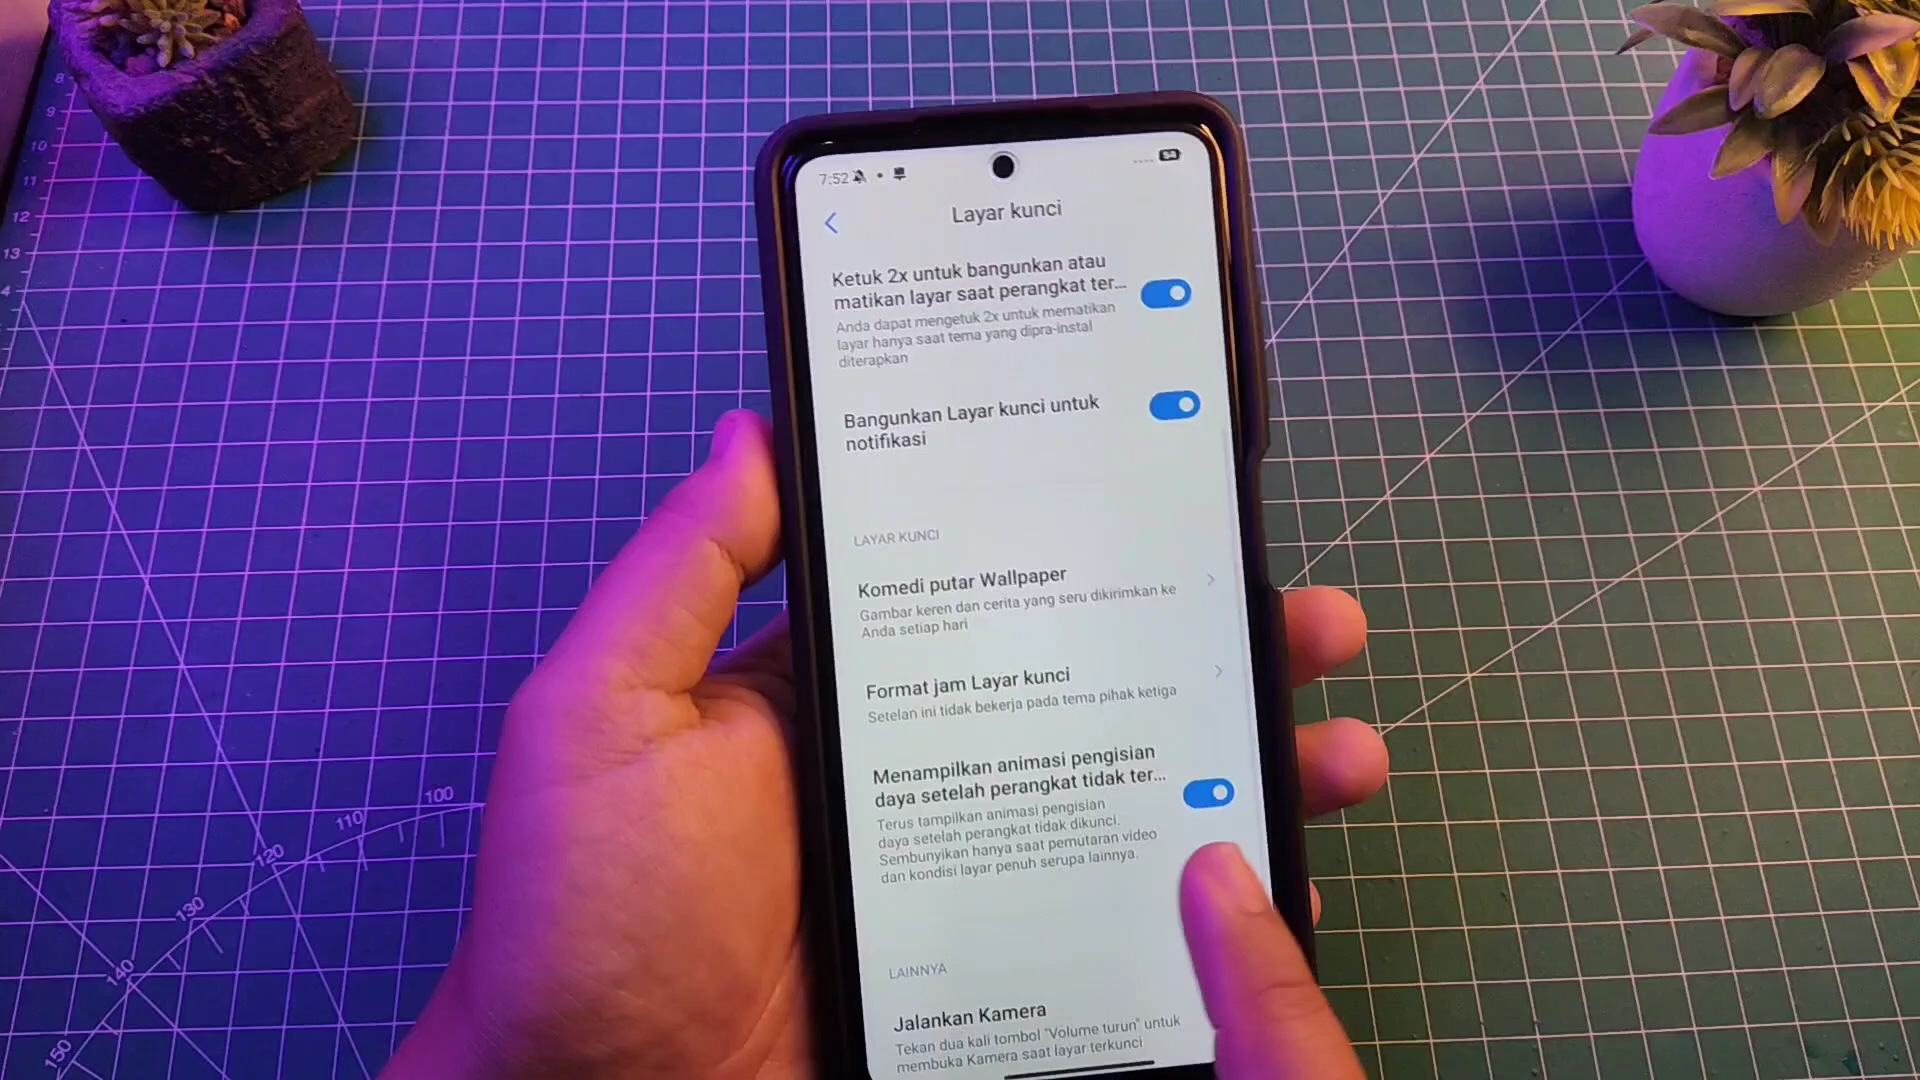 7:52
54
Layar kunci
Ketuk 2x untuk bangunkan atau
matikan layar saat perangkat ter...
Anda dapat mengetuk 2x untuk mematikan
layar hanya saat tema yang dipra-instal
diterapkan
Bangunkan Layar kunci untuk
notifikasi
LAYAR KUNCI
Komedi putar Wallpaper
Gambar keren dan cerita yang seru dikirimkan ke
Anda setiap hari
Format jam Layar kunci
Setelan ini tidak bekerja pada tema pihak ketiga
Menampilkan animasi pengisian
daya setelah perangkat tidak ter...
Terus tampilkan animasi pengisian
daya setelah perangkat tidak dikunci.
Sembunyikan hanya saat pemutaran video
dan kondisi layar penuh serupa lainnya.
LAINNYA
Jalankan Kamera
Tekan dua kali tombol "Volume turun" untuk
membuka Kamera saat layar terkunci
8
9
10
11
12
13
4
100
110
120
130
140
150